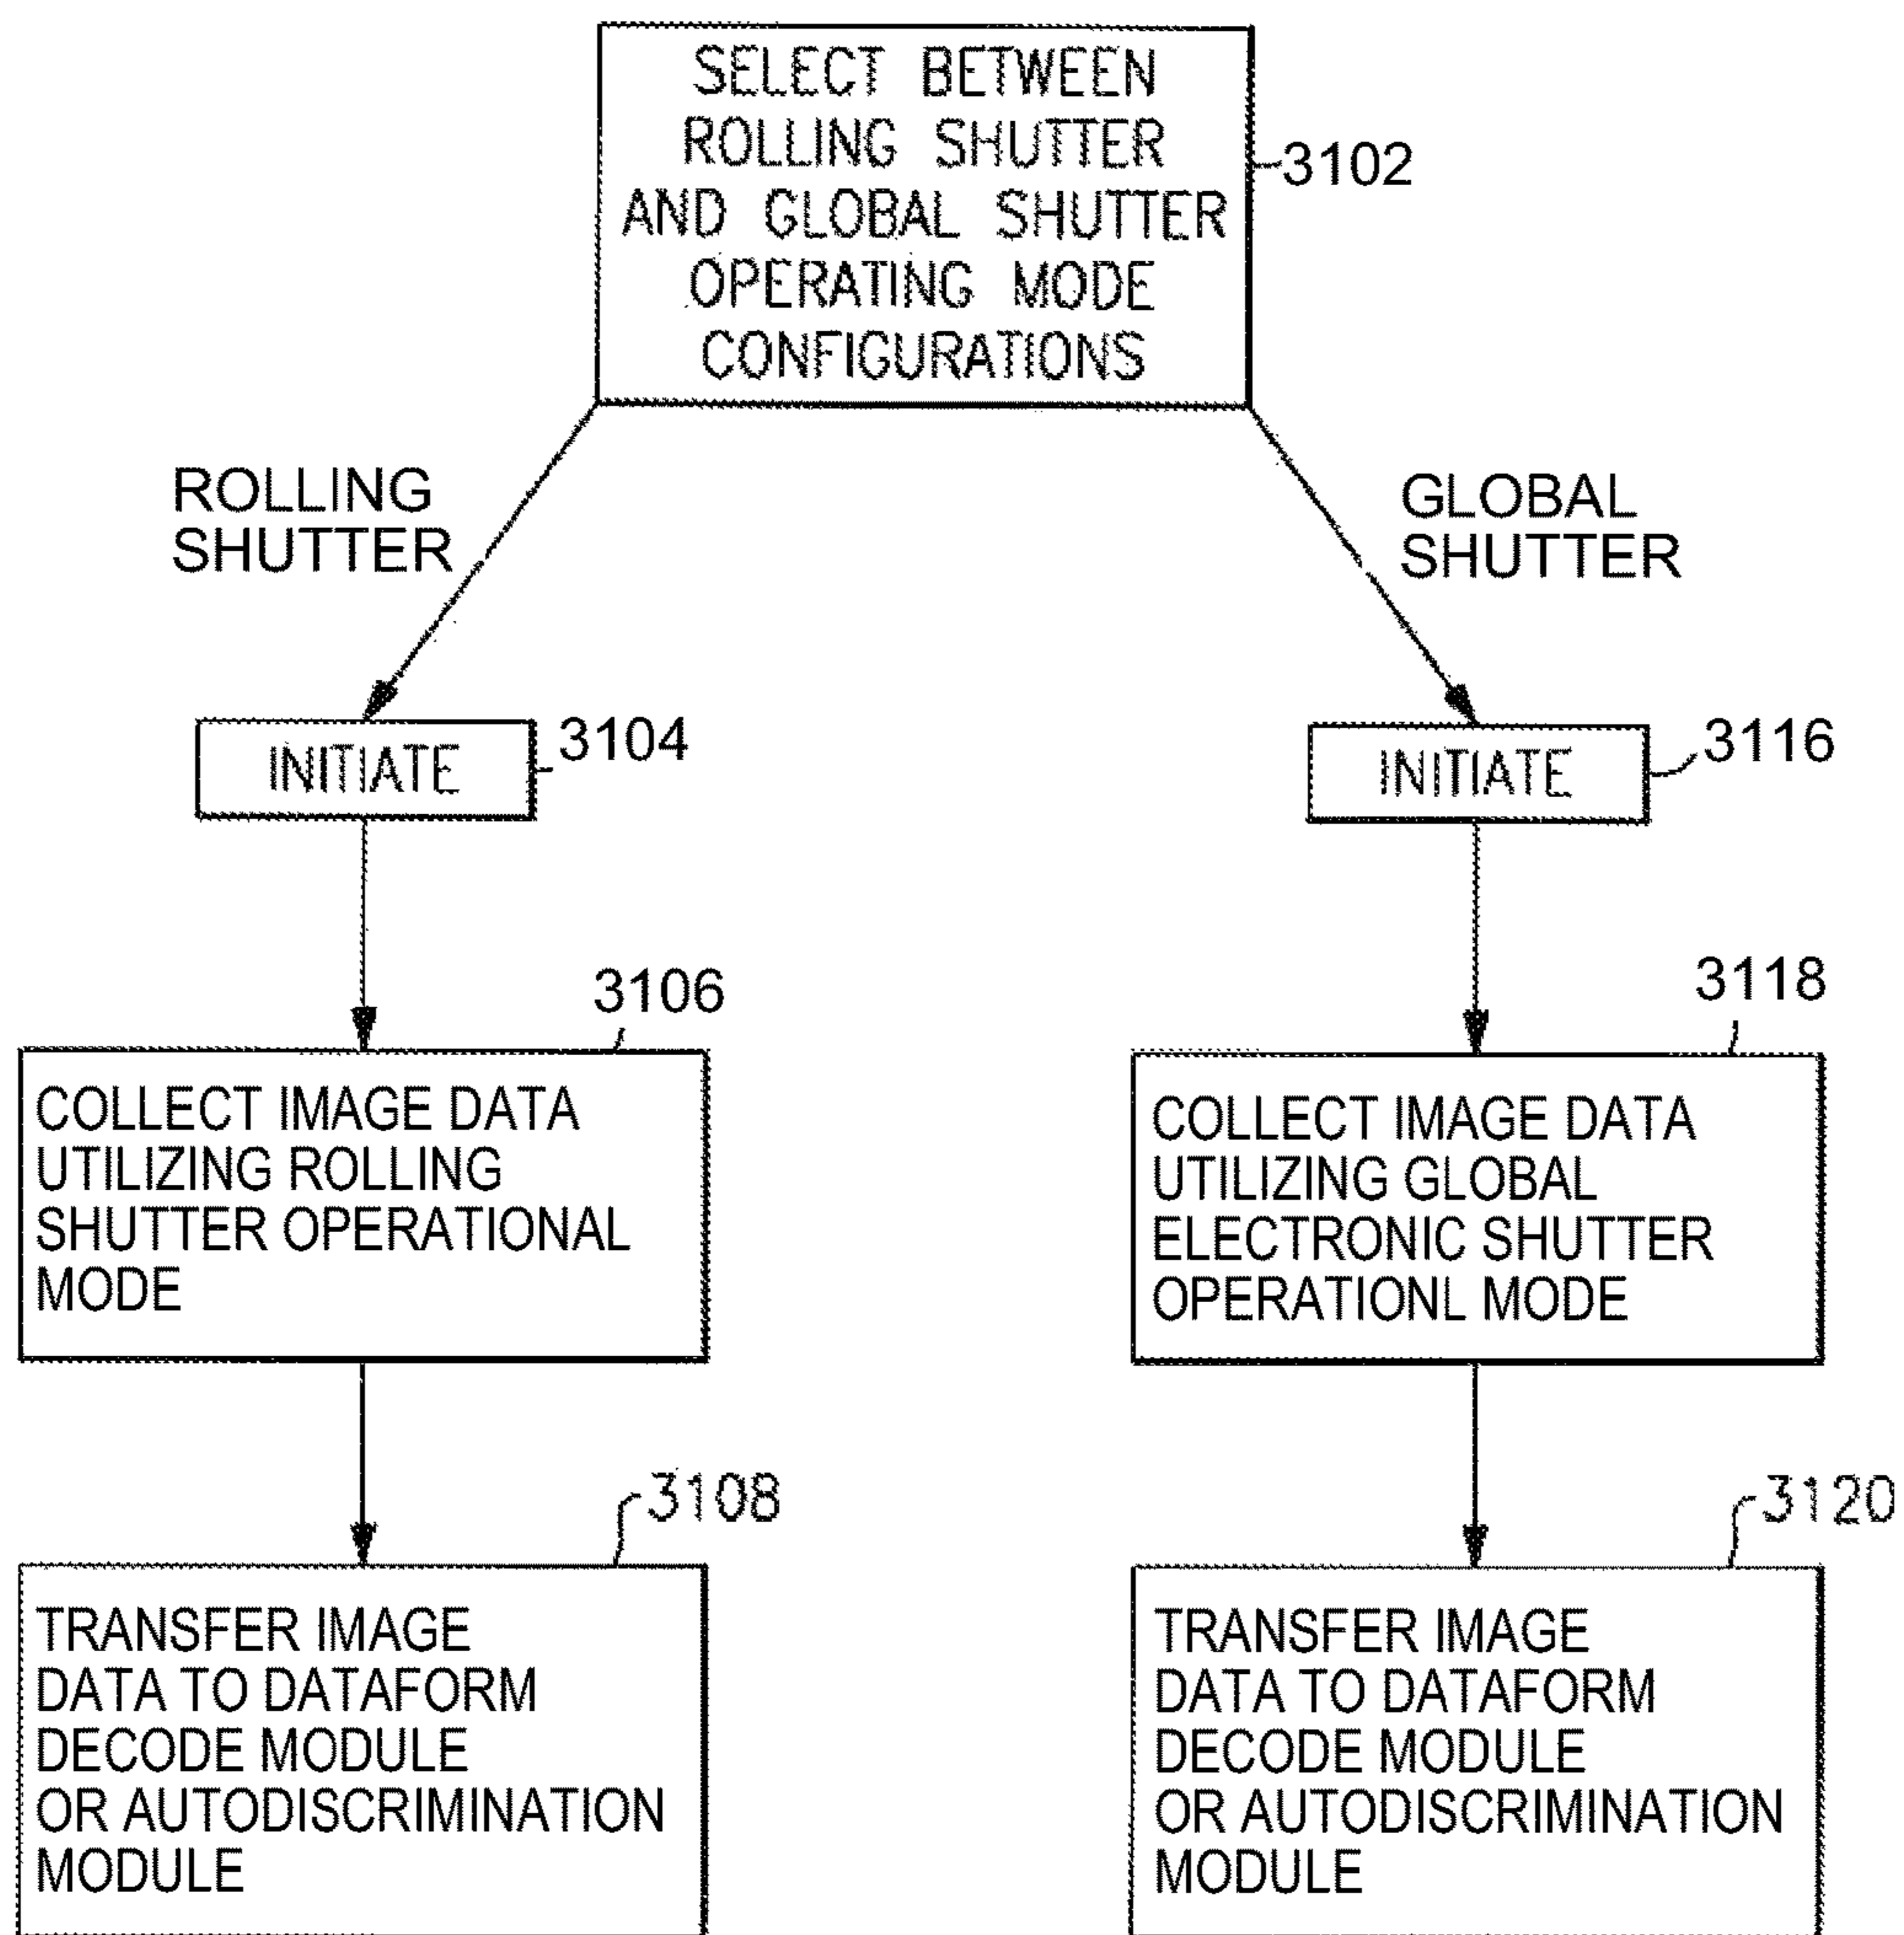 SELECT BETWEEN
ROLLING SHUTTER
AND GLOBAL SHUTTER
OPERATING MODE
CONFIGURATIONS
3102
ROLLING
SHUTTER
GLOBAL
SHUTTER
INITIATE
3104
INITIATE
3116
3106
COLLECT IMAGE DATA
UTILIZING ROLLING
SHUTTER OPERATIONAL
MODE
3118
COLLECT IMAGE DATA
UTILIZING GLOBAL
ELECTRONIC SHUTTER
OPERATIONL MODE
3108
TRANSFER IMAGE
DATA TO DATAFORM
DECODE MODULE
OR AUTODISCRIMINATION
MODULE
3120
TRANSFER IMAGE
DATA TO DATAFORM
DECODE MODULE
OR AUTODISCRIMINATION
MODULE